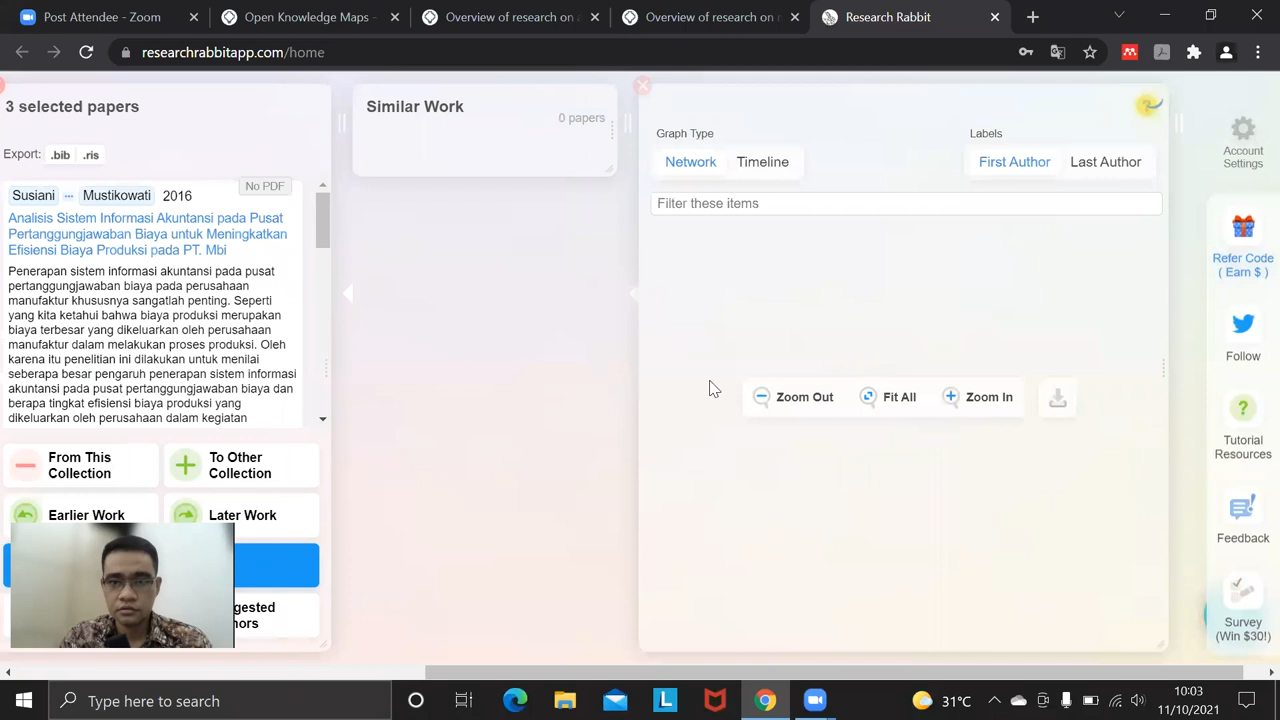 Post Attendee - Zoom
Open Knowledge Maps -
Overview of research on a
Overview of research on n
Research Rabbit
researchrabbitapp.com/home
3 selected papers
Export: .bib .ris
Susiani ··· Mustikowati 2016
No PDF
Analisis Sistem Informasi Akuntansi pada Pusat
Pertanggungjawaban Biaya untuk Meningkatkan
Efisiensi Biaya Produksi pada PT. Mbi
Penerapan sistem informasi akuntansi pada pusat
pertanggungjawaban biaya pada perusahaan
manufaktur khususnya sangatlah penting. Seperti
yang kita ketahui bahwa biaya produksi merupakan
biaya terbesar yang dikeluarkan oleh perusahaan
manufaktur dalam melakukan proses produksi. Oleh
karena itu penelitian ini dilakukan untuk menilai
seberapa besar pengaruh penerapan sistem informasi
akuntansi pada pusat pertanggungjawaban biaya dan
berapa tingkat efisiensi biaya produksi yang
dikeluarkan oleh perusahaan dalam kegiatan
From This
Collection
To Other
Collection
Earlier Work
Later Work
gested
nors
Similar Work
0 papers
Graph Type
Network
Timeline
Labels
First Author
Last Author
Filter these items
Zoom Out
Fit All
Zoom In
Account
Settings
Refer Code
( Earn $ )
Follow
Tutorial
Resources
Feedback
Survey
(Win $30!)
Type here to search
31°C
10:03
11/10/2021